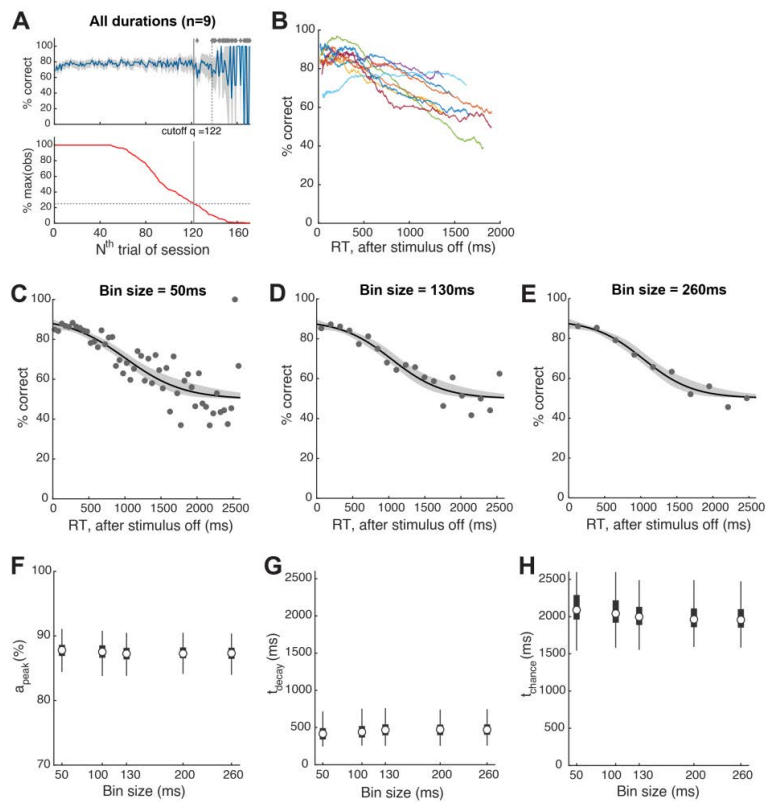 A
All durations (n=9)
% correct
100
80
60
40
20
0
cutoff q =122
% max(obs)
100
80
60
40
20
0
0 40 80 120 160
Nth trial of session
B
% correct
100
80
60
40
20
0
0 500 1000 1500 2000
RT, after stimulus off (ms)
C
Bin size = 50ms
% correct
100
80
60
40
20
0
0 500 1000 1500 2000 2500
RT, after stimulus off (ms)
D
Bin size = 130ms
% correct
100
80
60
40
20
0
0 500 1000 1500 2000 2500
RT, after stimulus off (ms)
E
Bin size = 260ms
% correct
100
80
60
40
20
0
0 500 1000 1500 2000 2500
RT, after stimulus off (ms)
F
apeak(%)
100
90
80
70
50 100 130 200 260
Bin size (ms)
G
tdecay (ms)
2500
2000
1500
1000
500
0
50 100 130 200 260
Bin size (ms)
H
tchance (ms)
2500
2000
1500
1000
500
0
50 100 130 200 260
Bin size (ms)